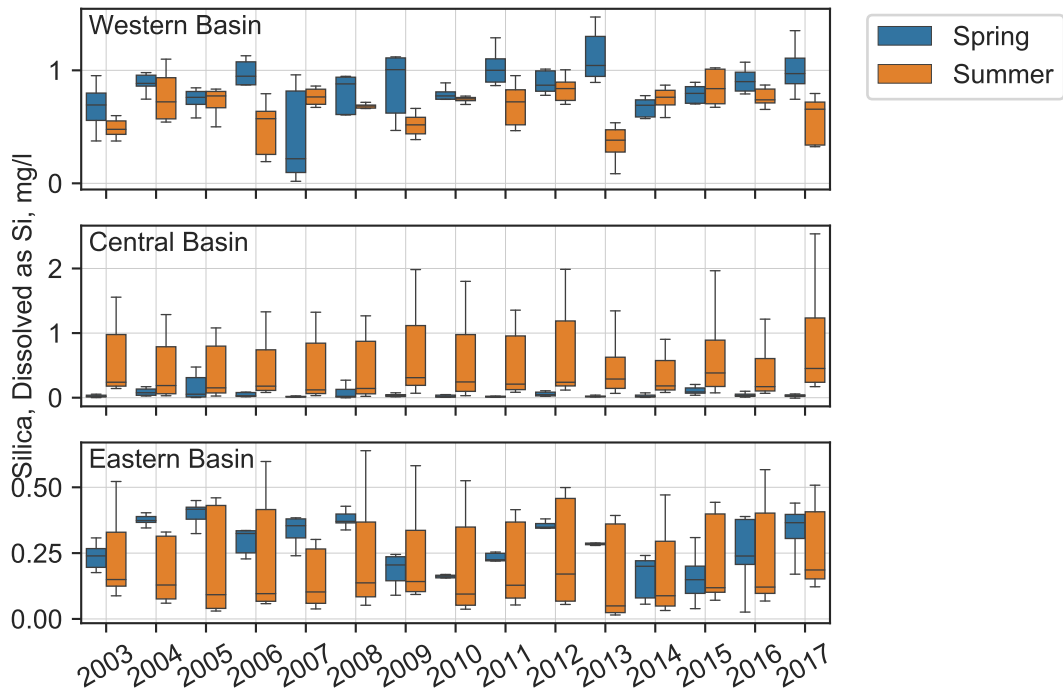 Western Basin
1
0
Spring
Summer
Silica, Dissolved as Si, mg/l
Central Basin
2
1
0
Eastern Basin
0.50
0.25
0.00
2003 2004 2005 2006 2007 2008 2009 2010 2011 2012 2013 2014 2015 2016 2017